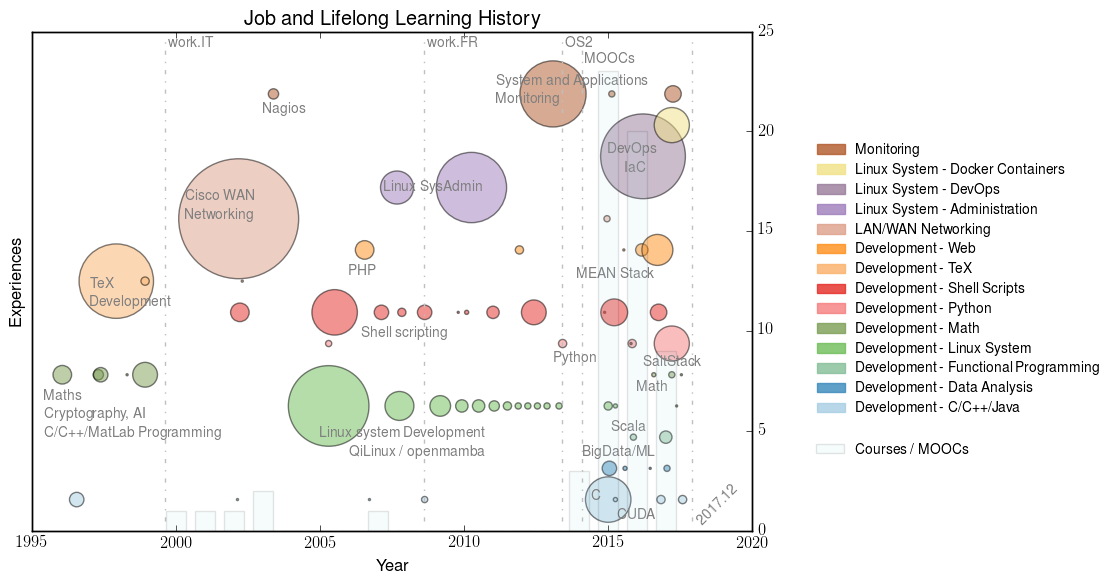 Job and Lifelong Learning History
work.IT
work.FR
OS2
MOOCs
System and Applications
Monitoring
Nagios
DevOps
IaC
Linux SysAdmin
Cisco WAN
Networking
PHP
MEAN Stack
TeX
Development
Shell scripting
Python
SaltStack
Math
Maths
Cryptography, AI
C/C++/MatLab Programming
Linux system Development
QiLinux / openmamba
Scala
BigData/ML
C
CUDA
2017.12
Experiences
Year
1995
2000
2005
2010
2015
2020
25
20
15
10
5
0
Monitoring
Linux System - Docker Containers
Linux System - DevOps
Linux System - Administration
LAN/WAN Networking
Development - Web
Development - TeX
Development - Shell Scripts
Development - Python
Development - Math
Development - Linux System
Development - Functional Programming
Development - Data Analysis
Development - C/C++/Java
Courses / MOOCs